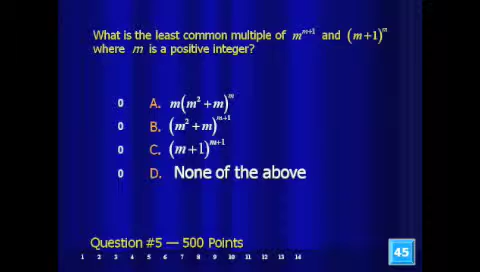 What is the least common multiple of m^{m+1} and (m+1)^{m}
where m is a positive integer?
0 A. m(m²+m)^{m}
0 B. (m²+m)^{m+1}
0 C. (m+1)^{m+1}
0 D. None of the above
Question #5 — 500 Points
45
1 2 3 4 5 6 7 8 9 10 11 12 13 14